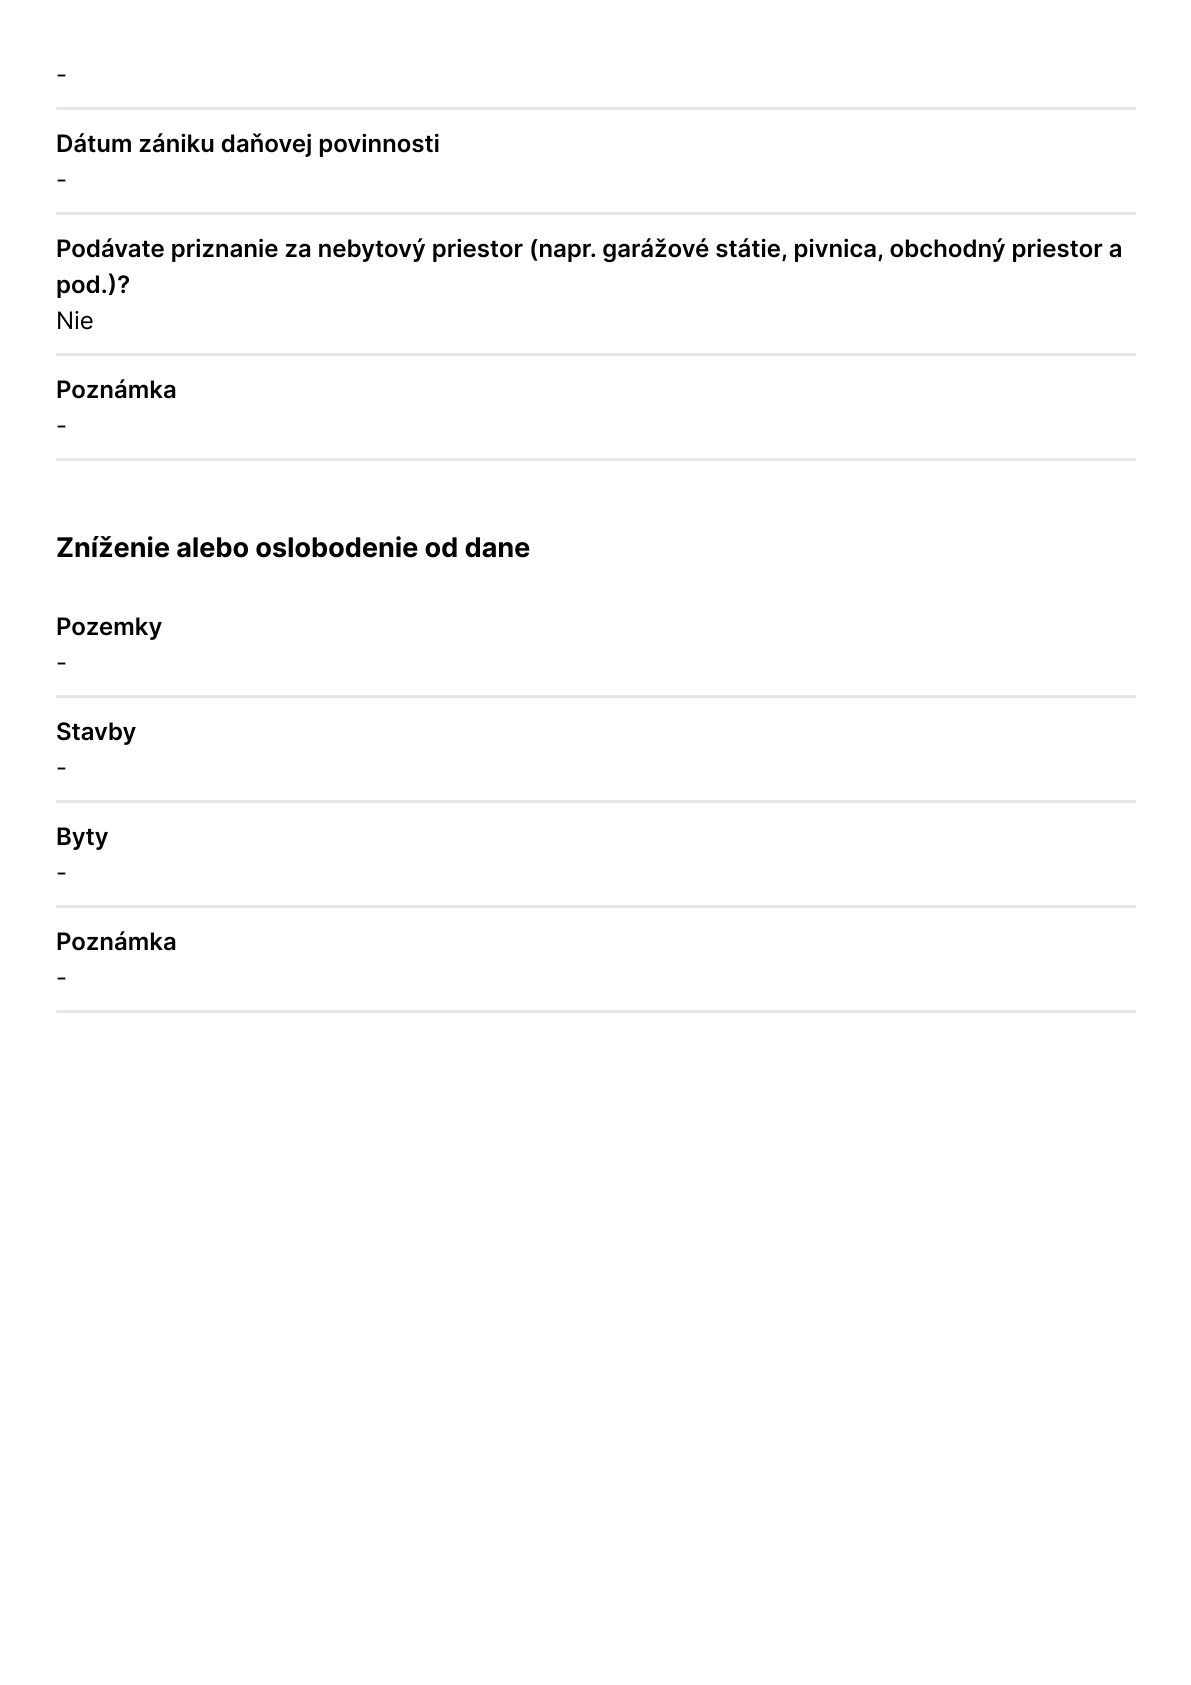 -
Dátum zániku daňovej povinnosti
-
Podávate priznanie za nebytový priestor (napr. garážové státie, pivnica, obchodný priestor a
pod.)?
Nie
Poznámka
-
Zníženie alebo oslobodenie od dane
Pozemky
-
Stavby
-
Byty
-
Poznámka
-